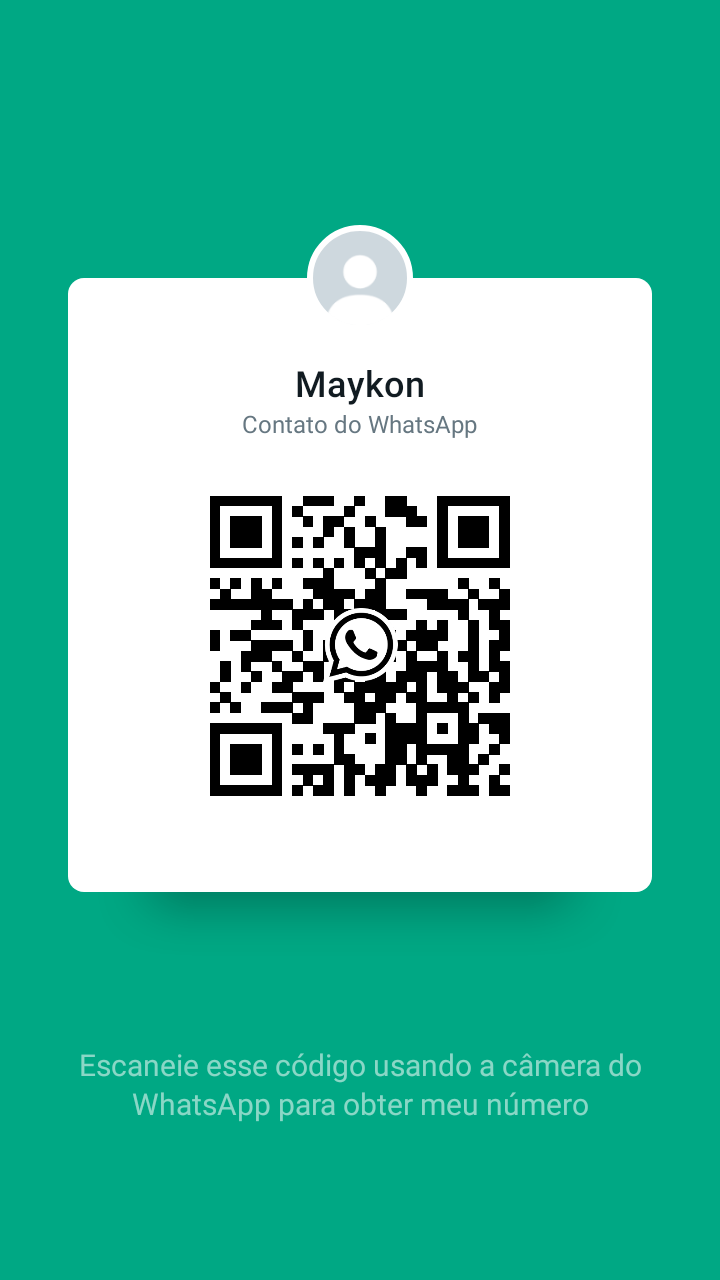 Maykon
Contato do WhatsApp
Escaneie esse código usando a câmera do
WhatsApp para obter meu número